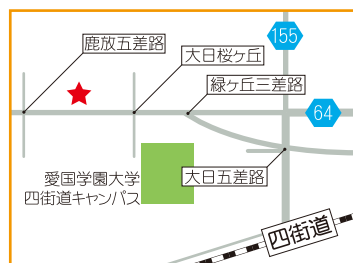 155
鹿放五差路
大日桜ケ丘
緑ケ丘三差路
64
愛国学園大学
四街道キャンパス
大日五差路
四街道